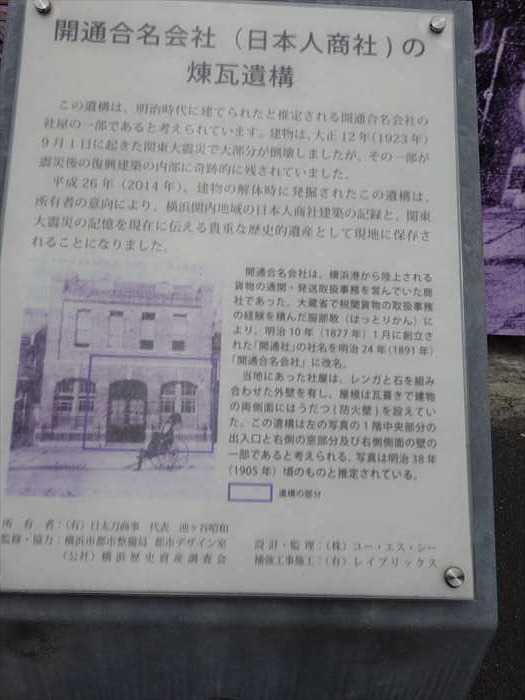 開通合名会社（日本人商社）の
煉瓦遺構
この遺構は、明治時代に建てられたと推定される開通合名会社の
社屋の一部であると考えられています。建物は、大正12年（1923年）
9月1日に起きた関東大震災で大部分が倒壊しましたが、その一部が
震災後の復興建築の内部に奇跡的に残されていました。
平成26年（2014年）、建物の解体時に発掘されたこの遺構は、
所有者の意向により、横浜関内地域の日本人商社建築の記録と、関東
大震災の記憶を現在に伝える貴重な歴史的遺産として現地に保存さ
れることになりました。
開通合名会社は、横浜港から陸上される
貨物の通関・発送取扱事務を営んでいた商
社であった。大蔵省で税関貨物の取扱事務
の経験を積んだ服部敢（はっとりかん）に
より、明治10年（1877年）1月に創立さ
れた「開通社」の社名を明治24年（1891年）
「開通合名会社」に改名。
当地にあった社屋は、レンガと石を組み
合わせた外壁を有し、屋根は瓦葺きで建物
の両側面にはうだつ（防火壁）を設えてい
た。この遺構は左の写真の1階中央部分の
出入口と右側の窓部分及び右側側面の壁の
一部であると考えられる。写真は明治38年
（1905年）頃のものと推定されている。
遺構の部分
所有者：（有）日太刀商事 代表 池ヶ谷昭和
監修・協力：横浜市都市整備局 都市デザイン室
（公社）横浜歴史資産調査会
設計・監理：（株）ユー・エス・シー
補強工事施工：（有）レイブリックス